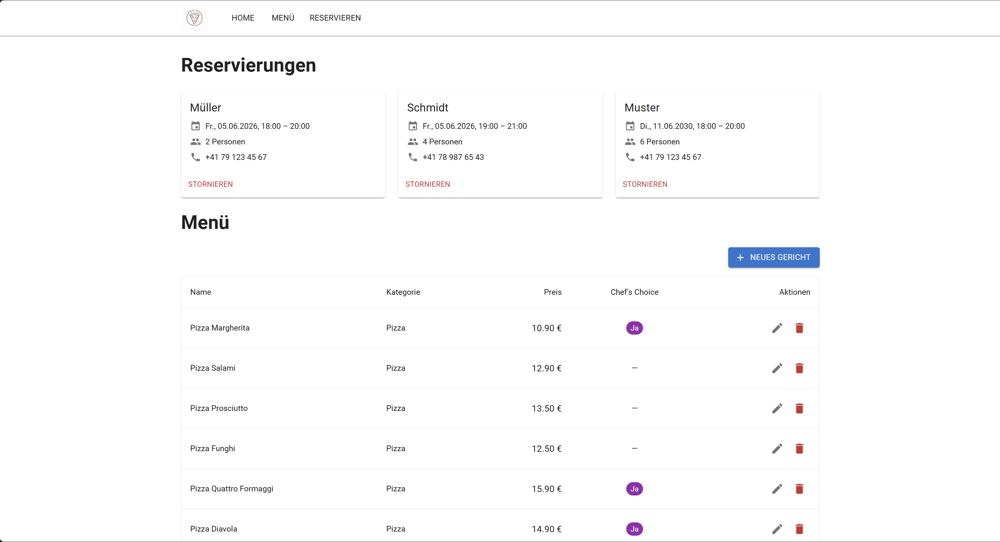 HOME MENÜ RESERVIEREN
Reservierungen
Müller
Fr., 05.06.2026, 18:00 – 20:00
2 Personen
+41 79 123 45 67
STORNIEREN
Schmidt
Fr., 05.06.2026, 19:00 – 21:00
4 Personen
+41 78 987 65 43
STORNIEREN
Muster
Di., 11.06.2030, 18:00 – 20:00
6 Personen
+41 79 123 45 67
STORNIEREN
Menü
+ NEUES GERICHT
Name Kategorie Preis Chef's Choice Aktionen
Pizza Margherita Pizza 10.90 € Ja
Pizza Salami Pizza 12.90 € –
Pizza Prosciutto Pizza 13.50 € –
Pizza Funghi Pizza 12.50 € –
Pizza Quattro Formaggi Pizza 15.90 € Ja
Pizza Diavola Pizza 14.90 € Ja